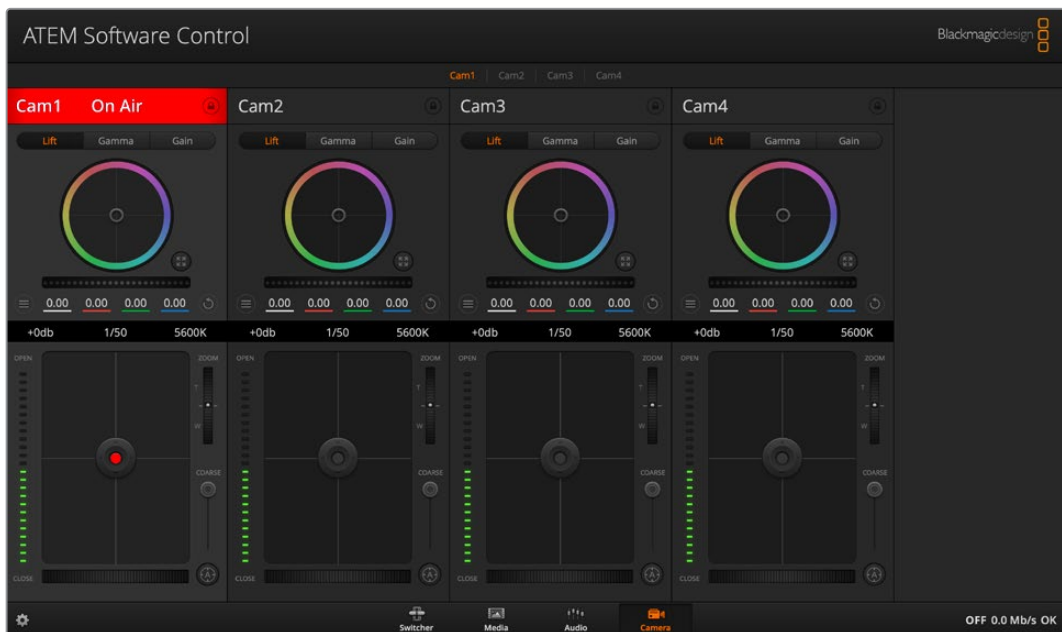 ATEM Software Control
Blackmagicdesign
Cam1 Cam2 Cam3 Cam4
Cam1 On Air Cam2 Cam3 Cam4
Lift Gamma Gain Lift Gamma Gain Lift Gamma Gain Lift Gamma Gain
0.00 0.00 0.00 0.00 0.00 0.00 0.00 0.00 0.00 0.00 0.00 0.00 0.00 0.00 0.00 0.00
+0db 1/50 5600K +0db 1/50 5600K +0db 1/50 5600K +0db 1/50 5600K
OPEN ZOOM OPEN ZOOM OPEN ZOOM OPEN ZOOM
T T T T
W W W W
COARSE COARSE COARSE COARSE
A A A A
CLOSE CLOSE CLOSE CLOSE
Switcher Media Audio Camera OFF 0.0 Mb/s OK